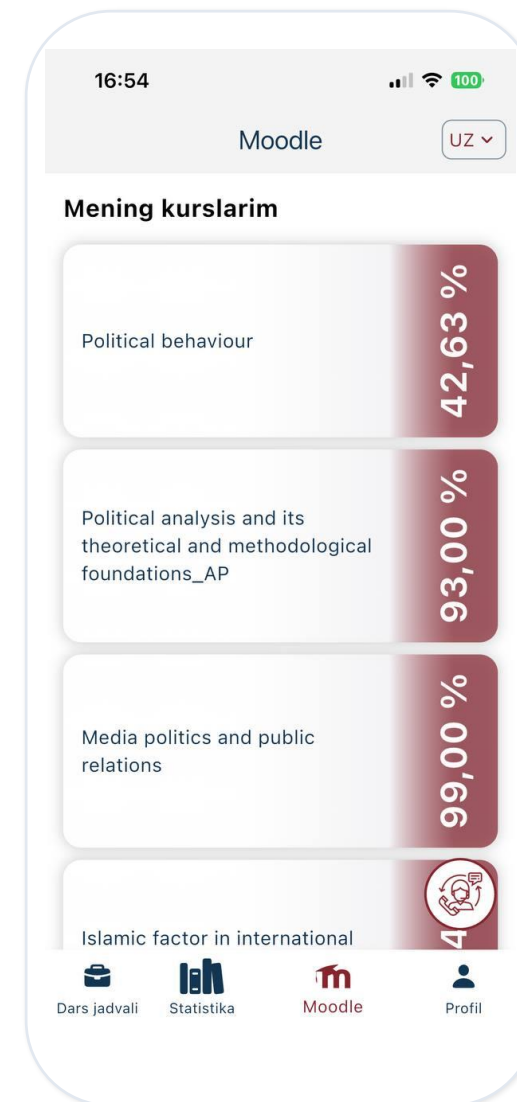 16:54
100
Moodle
UZ
Mening kurslarim
Political behaviour
42,63 %
Political analysis and its
theoretical and methodological
foundations_AP
93,00 %
Media politics and public
relations
99,00 %
Islamic factor in international
4
Dars jadvali
Statistika
Moodle
Profil